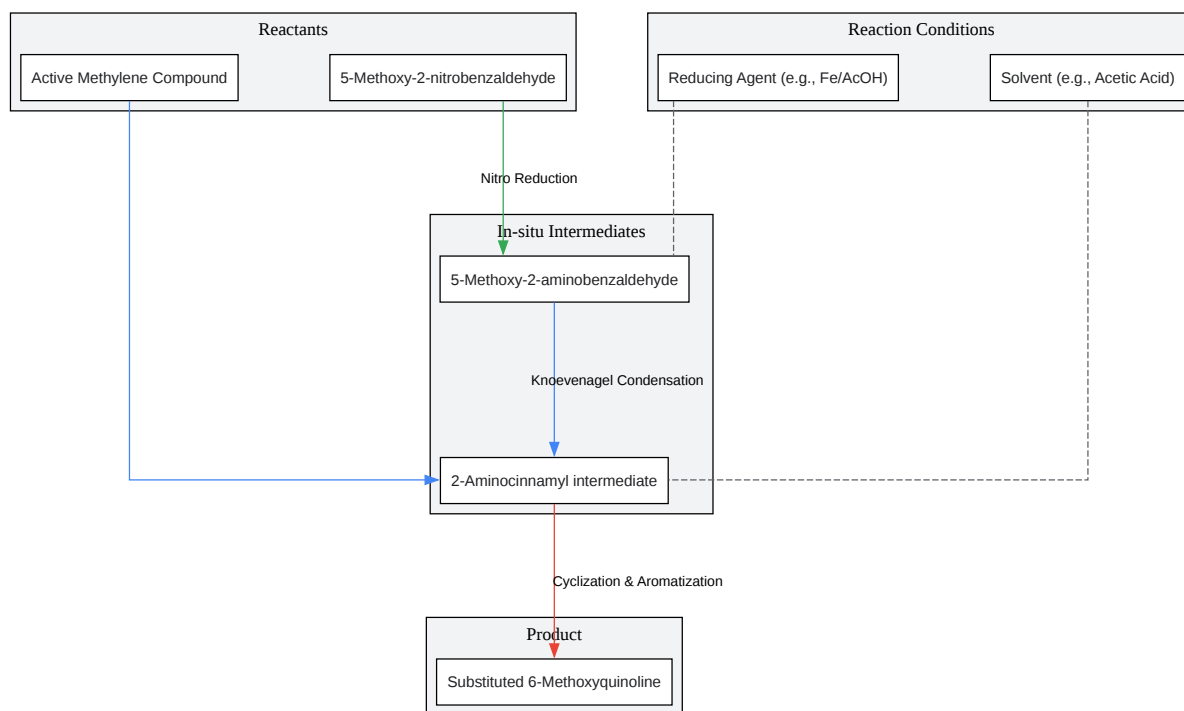 Reactants
Reaction Conditions
Active Methylene Compound
5-Methoxy-2-nitrobenzaldehyde
Reducing Agent (e.g., Fe/AcOH)
Solvent (e.g., Acetic Acid)
Nitro Reduction
In-situ Intermediates
5-Methoxy-2-aminobenzaldehyde
Knoevenagel Condensation
2-Aminocinnamyl intermediate
Cyclization & Aromatization
Product
Substituted 6-Methoxyquinoline